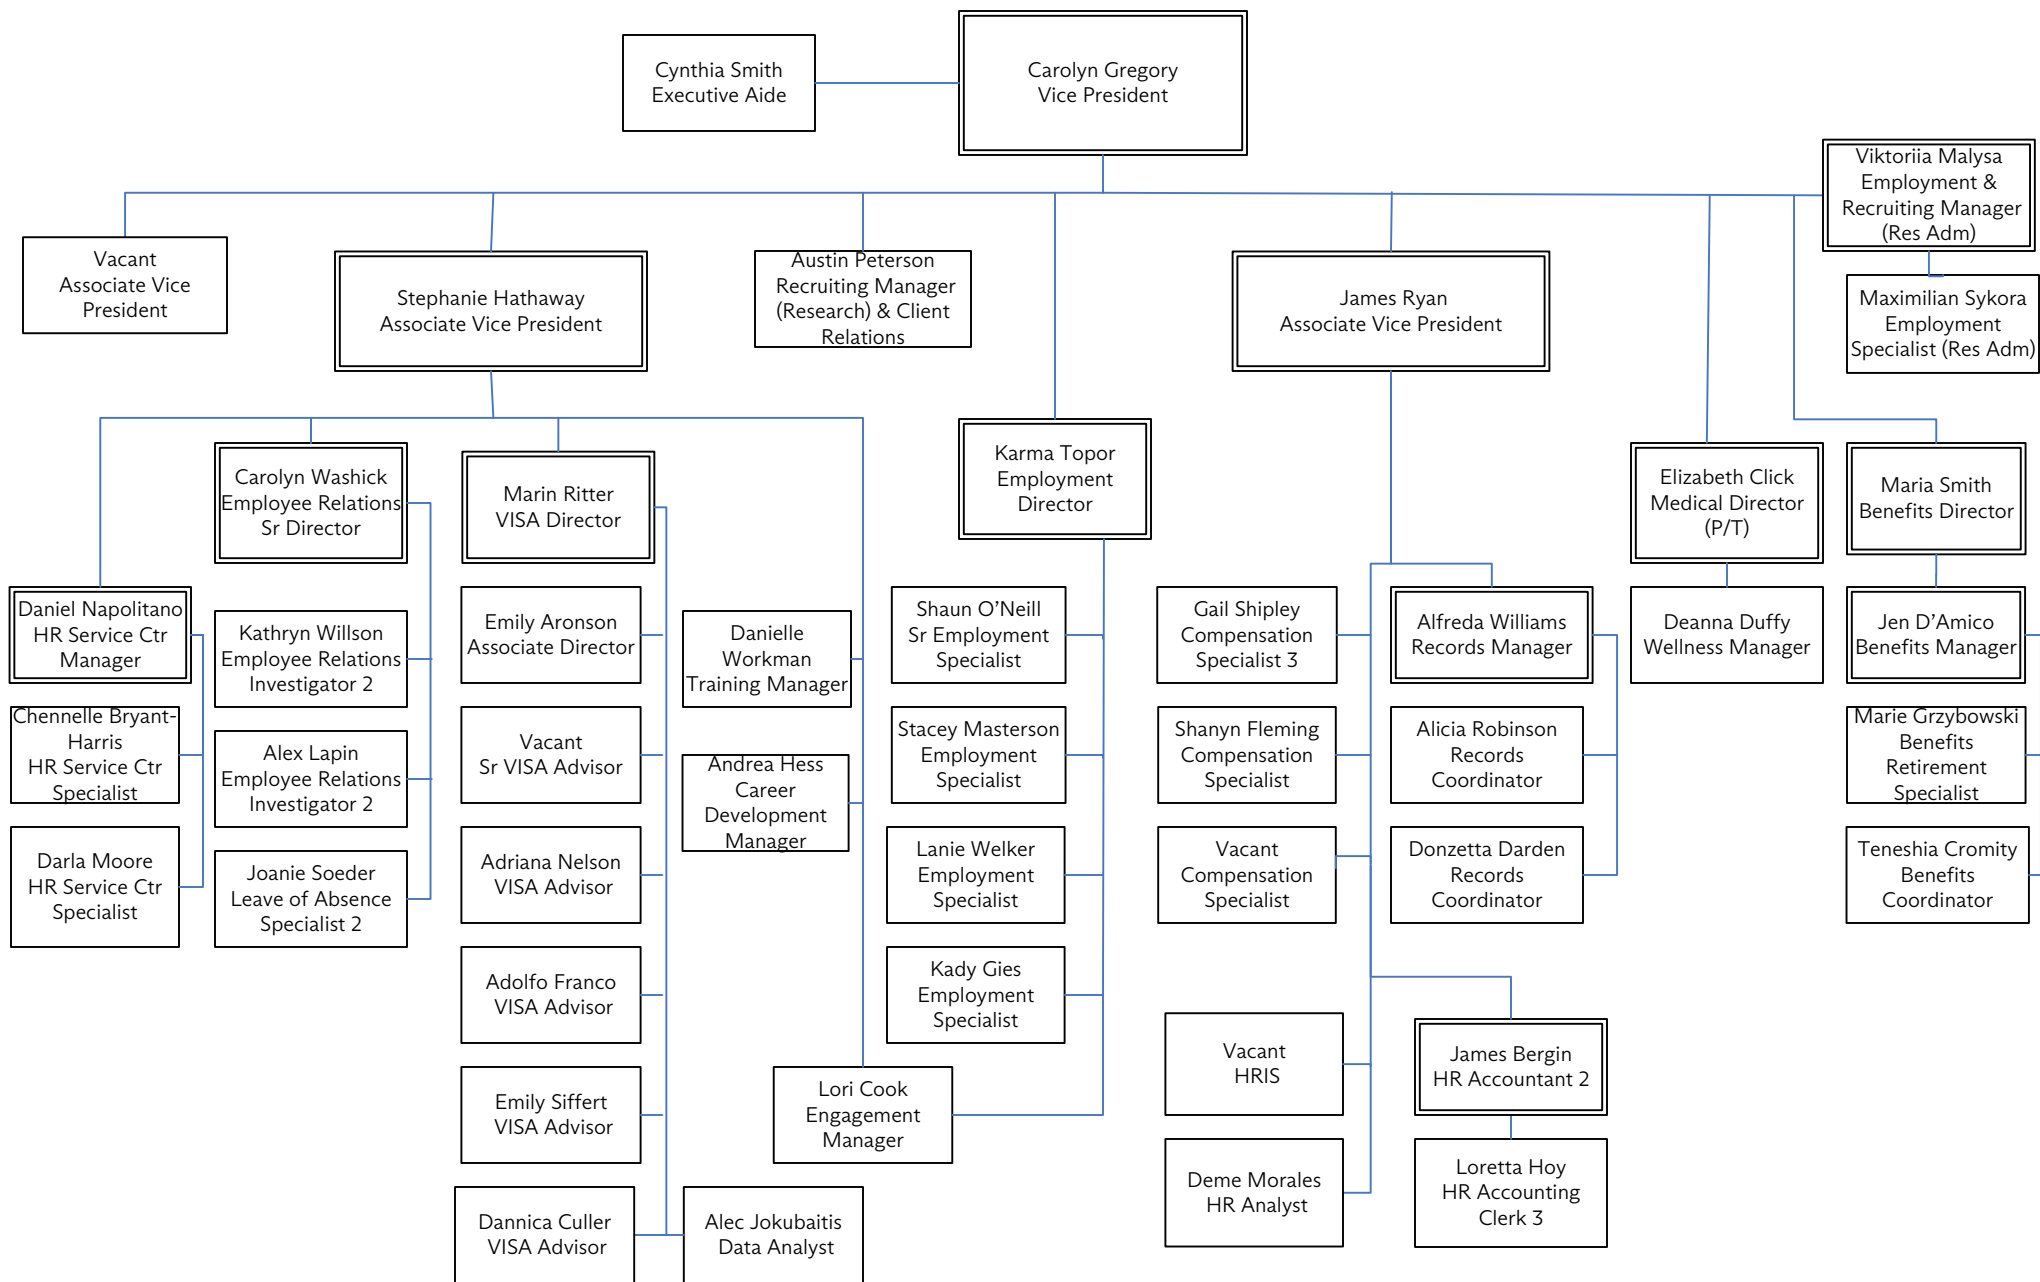 Cynthia Smith
Executive Aide
Carolyn Gregory
Vice President
Viktoriia Malysa
Employment &
Recruiting Manager
(Res Adm)
Vacant
Associate Vice
President
Stephanie Hathaway
Associate Vice President
Austin Peterson
Recruiting Manager
(Research) & Client
Relations
James Ryan
Associate Vice President
Maximilian Sykora
Employment
Specialist (Res Adm)
Carolyn Washick
Employee Relations
Sr Director
Marin Ritter
VISA Director
Karma Topor
Employment
Director
Elizabeth Click
Medical Director
(P/T)
Maria Smith
Benefits Director
Daniel Napolitano
HR Service Ctr
Manager
Kathryn Willson
Employee Relations
Investigator 2
Emily Aronson
Associate Director
Danielle
Workman
Training Manager
Shaun O’Neill
Sr Employment
Specialist
Gail Shipley
Compensation
Specialist 3
Alfreda Williams
Records Manager
Deanna Duffy
Wellness Manager
Jen D’Amico
Benefits Manager
Chennelle Bryant-
Harris
HR Service Ctr
Specialist
Alex Lapin
Employee Relations
Investigator 2
Vacant
Sr VISA Advisor
Andrea Hess
Career
Development
Manager
Stacey Masterson
Employment
Specialist
Shanyn Fleming
Compensation
Specialist
Alicia Robinson
Records
Coordinator
Marie Grzybowski
Benefits
Retirement
Specialist
Darla Moore
HR Service Ctr
Specialist
Joanie Soeder
Leave of Absence
Specialist 2
Adriana Nelson
VISA Advisor
Lanie Welker
Employment
Specialist
Vacant
Compensation
Specialist
Donzetta Darden
Records
Coordinator
Teneshia Cromity
Benefits
Coordinator
Adolfo Franco
VISA Advisor
Kady Gies
Employment
Specialist
Vacant
HRIS
James Bergin
HR Accountant 2
Emily Siffert
VISA Advisor
Lori Cook
Engagement
Manager
Deme Morales
HR Analyst
Loretta Hoy
HR Accounting
Clerk 3
Dannica Culler
VISA Advisor
Alec Jokubaitis
Data Analyst